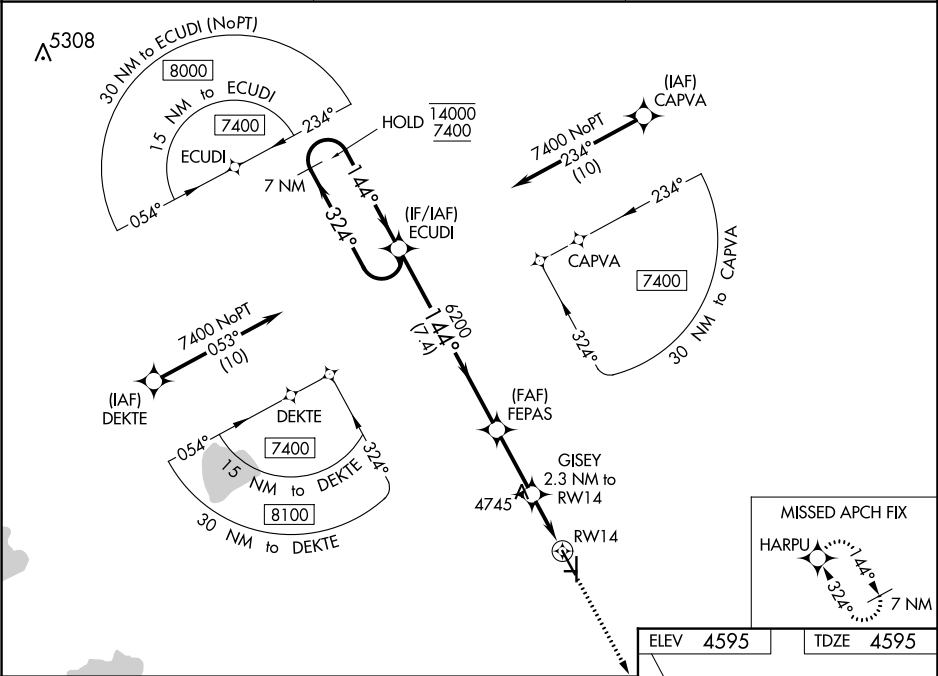 5308
30 NM to ECUDI (NoPT)
8000
15 NM to ECUDI
7400
234°
ECUDI
054°
HOLD 14000
7400
7 NM
144°
324°
(IF/IAF)
ECUDI
(IAF)
CAPVA
7400 NoPT
234°
(10)
234°
CAPVA
7400
324°
30 NM to CAPVA
6200
144°
(7.4)
7400 NoPT
053°
(10)
(IAF)
DEKTE
DEKTE
054°
7400
324°
15 NM to DEKTE
8100
30 NM to DEKTE
(FAF)
FEPAS
GISEY
2.3 NM to
RW14
4745
RW14
MISSED APCH FIX
HARPU
144°
324°
7 NM
ELEV 4595
TDZE 4595